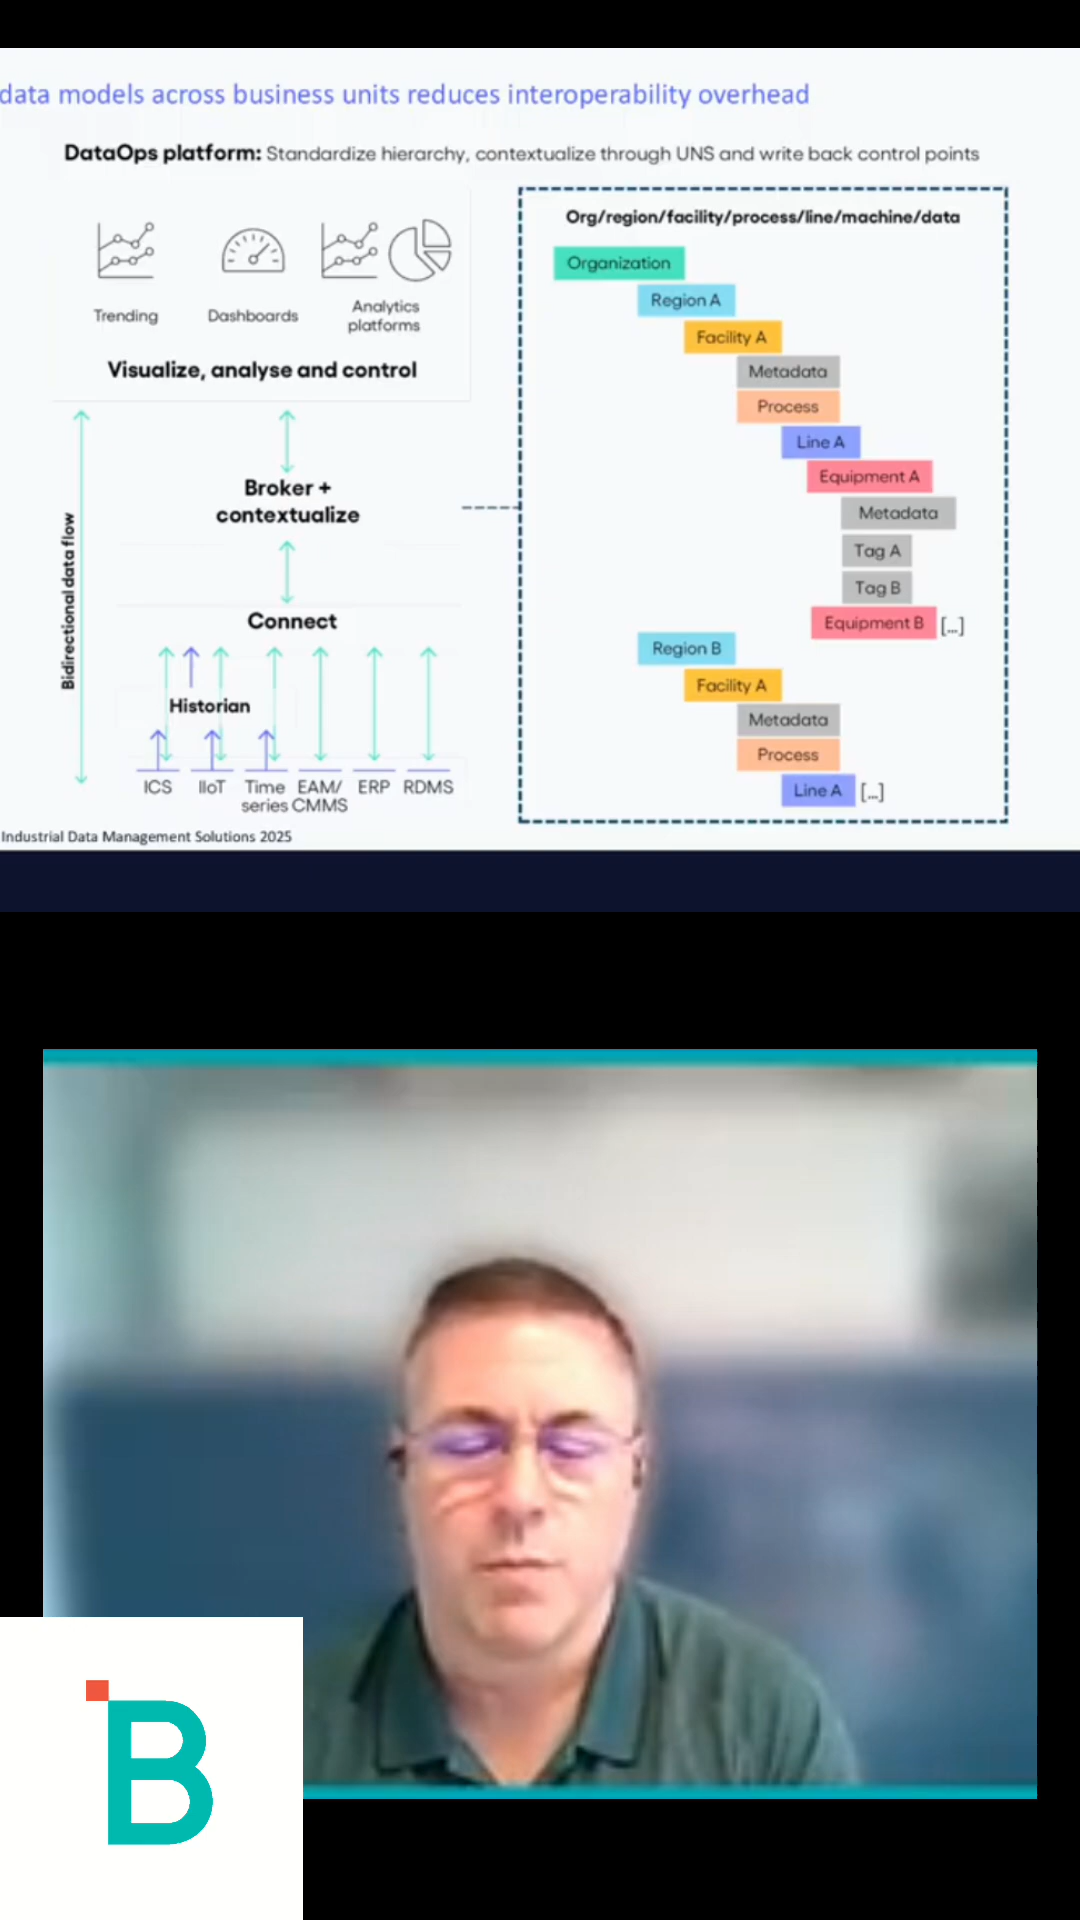 data models across business units reduces interoperability overhead
DataOps platform: Standardize hierarchy, contextualize through UNS and write back control points
Trending
Dashboards
Analytics
platforms
Visualize, analyse and control
Bidirectional data flow
Broker +
contextualize
Connect
Historian
ICS
IIoT
Time
series
EAM/
CMMS
ERP
RDMS
Org/region/facility/process/line/machine/data
Organization
Region A
Facility A
Metadata
Process
Line A
Equipment A
Metadata
Tag A
Tag B
Equipment B [...]
Region B
Facility A
Metadata
Process
Line A [...]
Industrial Data Management Solutions 2025
B